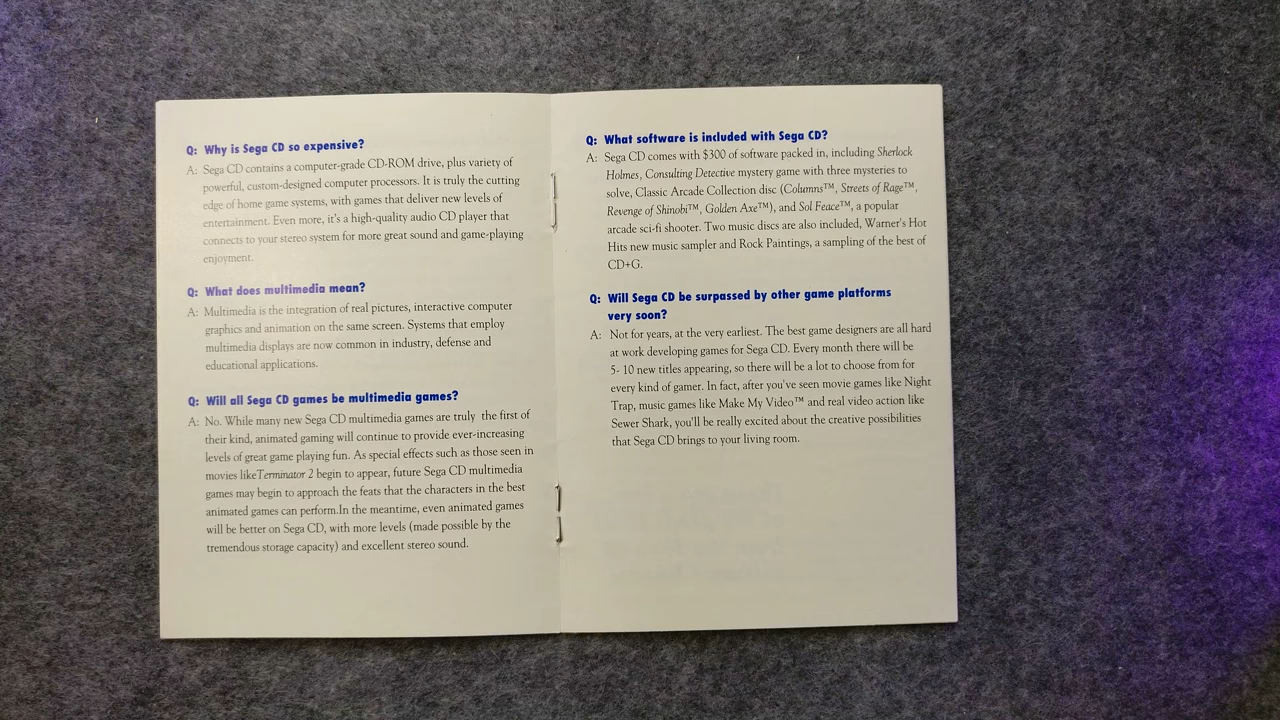 Q: Why is Sega CD so expensive?
A: Sega CD contains a computer-grade CD-ROM drive, plus variety of
powerful, custom-designed computer processors. It is truly the cutting
edge of home game systems, with games that deliver new levels of
entertainment. Even more, it's a high-quality audio CD player that
connects to your stereo system for more great sound and game-playing
enjoyment.
Q: What does multimedia mean?
A: Multimedia is the integration of real pictures, interactive computer
graphics and animation on the same screen. Systems that employ
multimedia displays are now common in industry, defense and
educational applications.
Q: Will all Sega CD games be multimedia games?
A: No. While many new Sega CD multimedia games are truly the first of
their kind, animated gaming will continue to provide ever-increasing
levels of great game playing fun. As special effects such as those seen in
movies likeTerminator 2 begin to appear, future Sega CD multimedia
games may begin to approach the feats that the characters in the best
animated games can perform.In the meantime, even animated games
will be better on Sega CD, with more levels (made possible by the
tremendous storage capacity) and excellent stereo sound.
Q: What software is included with Sega CD?
A: Sega CD comes with $300 of software packed in, including Sherlock
Holmes, Consulting Detective mystery game with three mysteries to
solve, Classic Arcade Collection disc (Columns™, Streets of Rage™,
Revenge of Shinobi™, Golden Axe™), and Sol Feace™, a popular
arcade sci-fi shooter. Two music discs are also included, Warner's Hot
Hits new music sampler and Rock Paintings, a sampling of the best of
CD+G.
Q: Will Sega CD be surpassed by other game platforms
very soon?
A: Not for years, at the very earliest. The best game designers are all hard
at work developing games for Sega CD. Every month there will be
5- 10 new titles appearing, so there will be a lot to choose from for
every kind of gamer. In fact, after you've seen movie games like Night
Trap, music games like Make My Video™ and real video action like
Sewer Shark, you'll be really excited about the creative possibilities
that Sega CD brings to your living room.